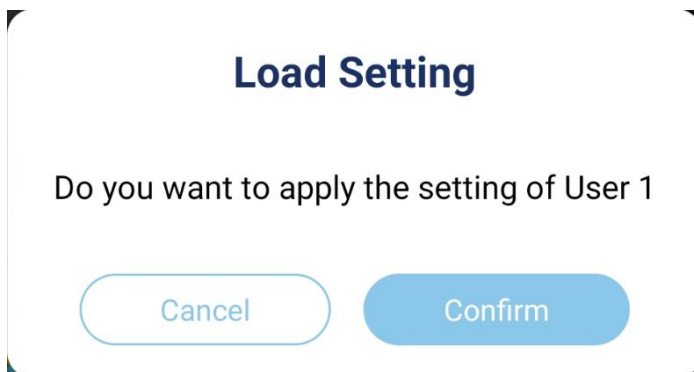 Load Setting
Do you want to apply the setting of User 1
Cancel
Confirm